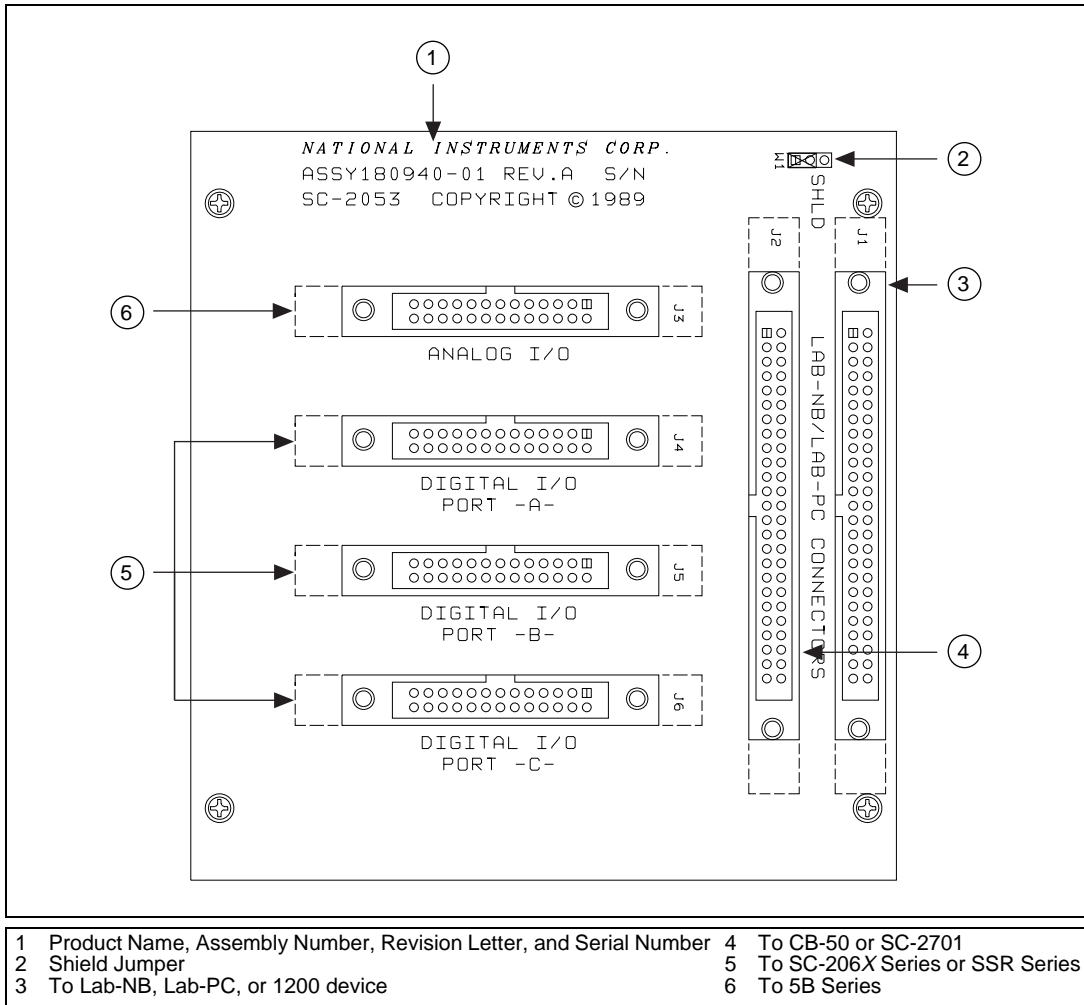 1
NATIONAL INSTRUMENTS CORP.
ASSY180940-01 REV.A S/N
SC-2053 COPYRIGHT © 1989
W1
SHLD
2
J2
J1
3
6
J3
ANALOG I/O
LAB-NB/LAB-PC CONNECTORS
J4
DIGITAL I/O
PORT -A-
5
J5
DIGITAL I/O
PORT -B-
4
J6
DIGITAL I/O
PORT -C-
1 Product Name, Assembly Number, Revision Letter, and Serial Number
2 Shield Jumper
3 To Lab-NB, Lab-PC, or 1200 device
4 To CB-50 or SC-2701
5 To SC-206X Series or SSR Series
6 To 5B Series